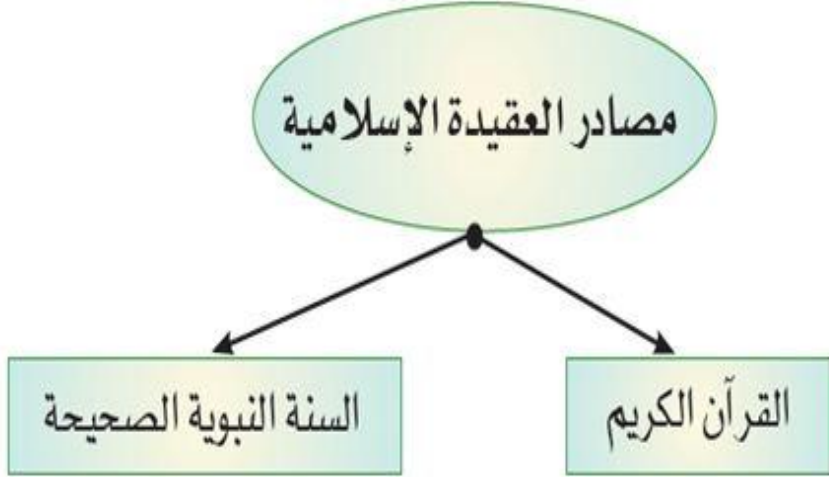 مصادر العقيدة الإسلامية
القرآن الكريم
السنة النبوية الصحيحة